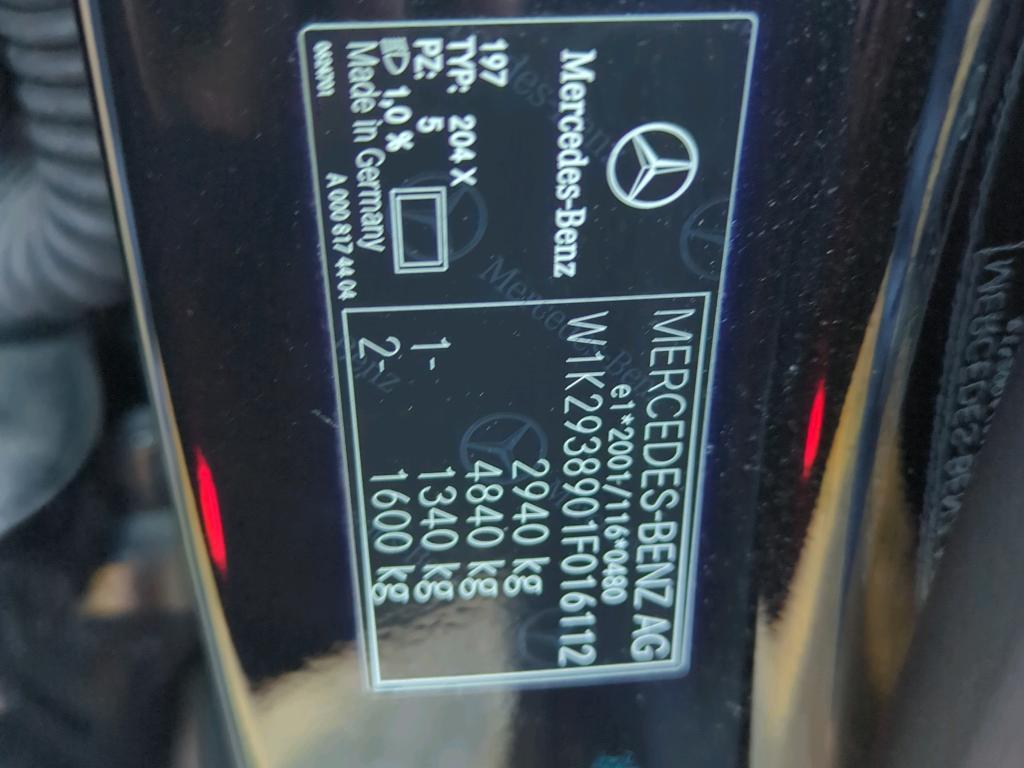 Mercedes-Benz
197
TYP: 204 X
PZ: 5
1,0 %
Made in Germany
A 000 817 44 04
MERCEDES-BENZ AG
e1*2001/116*0480
W1K2938901F016112
2940 kg
4840 kg
1- 1340 kg
2- 1600 kg